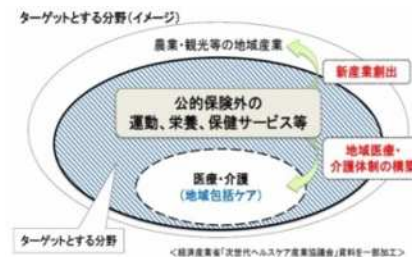 ターゲットとする分野(イメージ)
農業・観光等の地域産業
新産業創出
公的保険外の
運動、栄養、保健サービス等
地域医療・
介護体制の構築
医療・介護
(地域包括ケア)
ターゲットとする分野
<経済産業省「次世代ヘルスケア産業協議会」資料を一部加工>